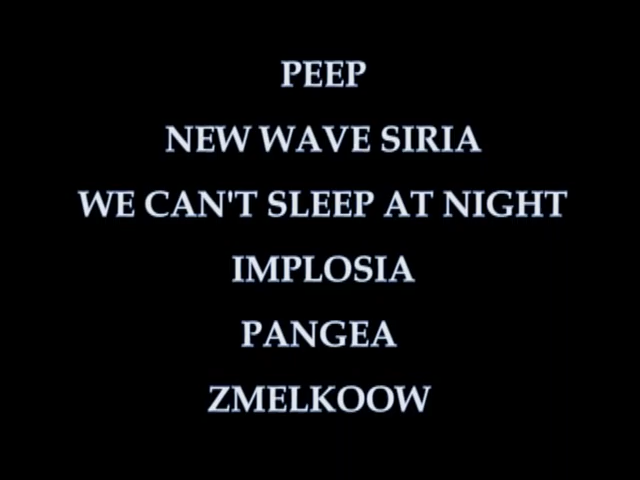 PEEP
NEW WAVE SIRIA
WE CAN'T SLEEP AT NIGHT
IMPLOSIA
PANGEA
ZMELKOOW